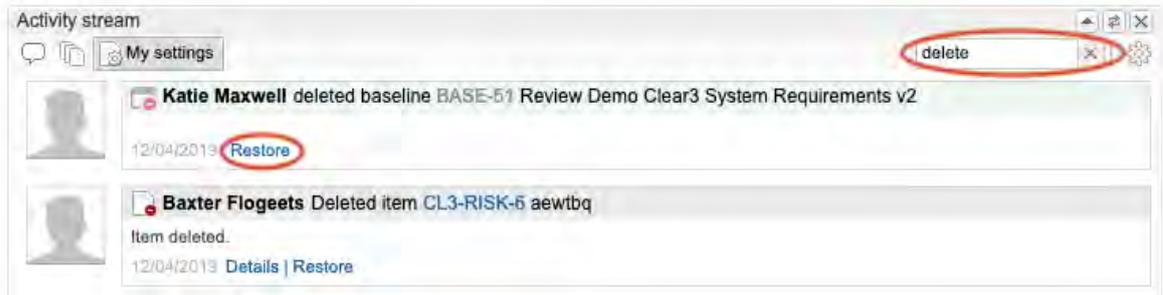 Activity stream
My settings
delete
Katie Maxwell deleted baseline BASE-51 Review Demo Clear3 System Requirements v2
12/04/2013 Restore
Baxter Flogeets Deleted item CL3-RISK-6 aewtbq
Item deleted.
12/04/2013 Details | Restore